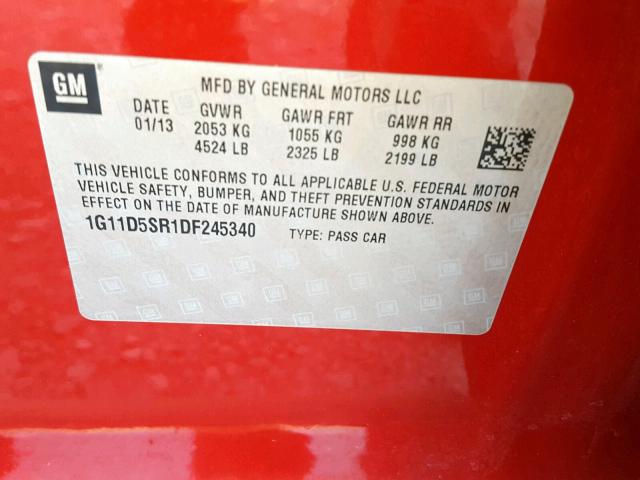 GM
MFD BY GENERAL MOTORS LLC
DATE GVWR GAWR FRT GAWR RR
01/13 2053 KG 1055 KG 998 KG
4524 LB 2325 LB 2199 LB
THIS VEHICLE CONFORMS TO ALL APPLICABLE U.S. FEDERAL MOTOR
VEHICLE SAFETY, BUMPER, AND THEFT PREVENTION STANDARDS IN
EFFECT ON THE DATE OF MANUFACTURE SHOWN ABOVE.
1G11D5SR1DF245340 TYPE: PASS CAR